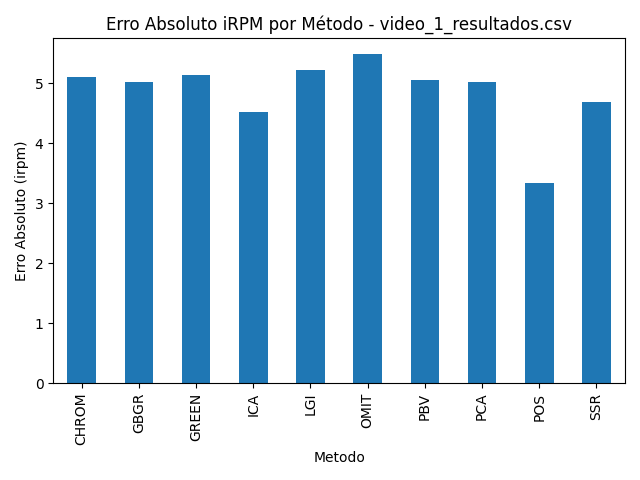 Erro Absoluto iRPM por Método - video_1_resultados.csv
Erro Absoluto (irpm)
5
4
3
2
1
0
CHROM
GBGR
GREEN
ICA
LGI
OMIT
PBV
PCA
POS
SSR
Metodo